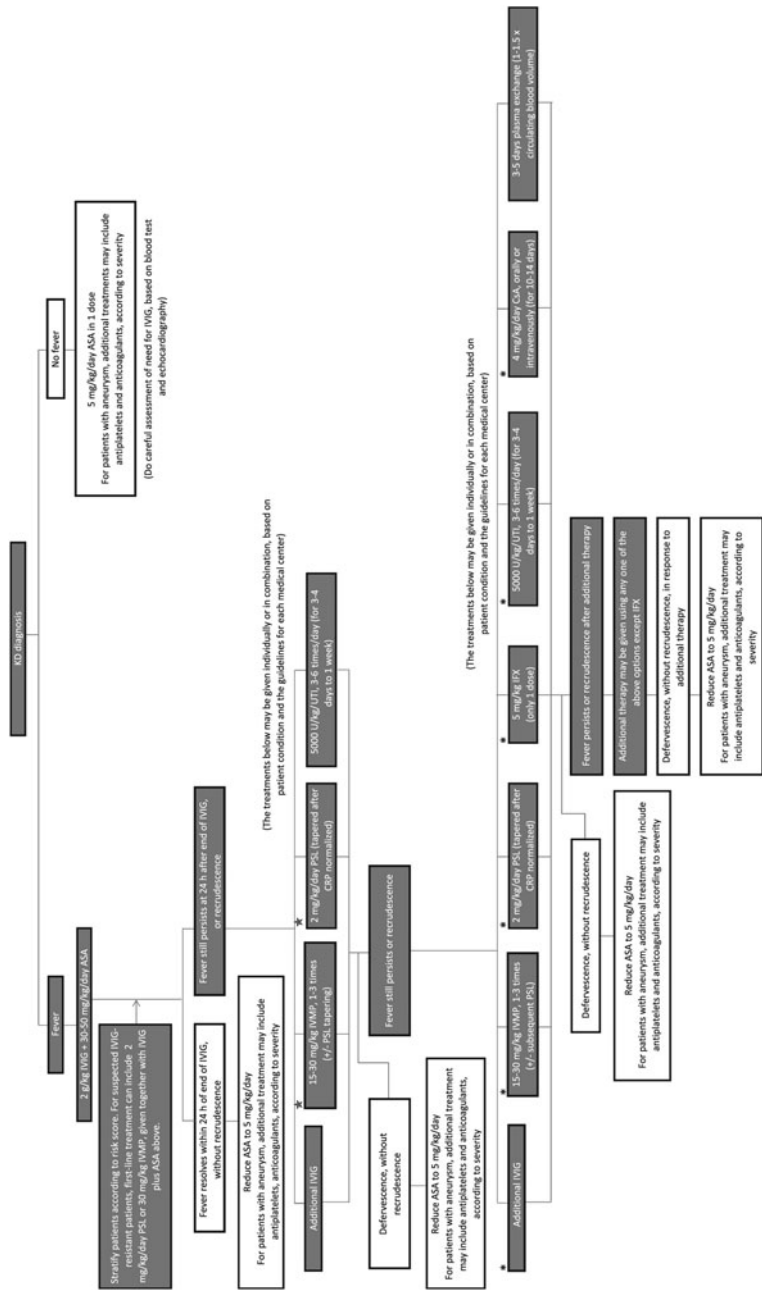 KD diagnosis
Fever
No fever
2 g/kg IVIG + 30-50 mg/kg/day ASA
5 mg/kg/day ASA in 1 dose
For patients with aneurysm, additional treatments may include
antiplatelets and anticoagulants, according to severity
(Do careful assessment of need for IVIG, based on blood test
and echocardiography)
Stratify patients according to risk score. For suspected IVIG-
resistant patients, first-line treatment can include 2
mg/kg/day PSL or 30 mg/kg IVMP, given together with IVIG
plus ASA above.
Fever resolves within 24 h of end of IVIG,
without recrudescence
Fever still persists at 24 h after end of IVIG,
or recrudescence
Reduce ASA to 5 mg/kg/day
For patients with aneurysm, additional treatment may include
antiplatelets, anticoagulants, according to severity
(The treatments below may be given individually or in combination, based on
patient condition and the guidelines for each medical center)
Additional IVIG
*
15-30 mg/kg IVMP, 1-3 times
(+/- PSL tapering)
*
2 mg/kg/day PSL (tapered after
CRP normalized)
5000 U/kg/UTI, 3-6 times/day (for 3-4
days to 1 week)
Defervescence, without
recrudescence
Fever still persists or recrudescence
Reduce ASA to 5 mg/kg/day
For patients with aneurysm, additional treatment
may include antiplatelets and anticoagulants,
according to severity
(The treatments below may be given individually or in combination, based on
patient condition and the guidelines for each medical center)
*
Additional IVIG
*
15-30 mg/kg IVMP, 1-3 times
(+/- subsequent PSL)
*
2 mg/kg/day PSL (tapered after
CRP normalized)
*
5 mg/kg IFX
(only 1 dose)
*
5000 U/kg/UTI, 3-6 times/day (for 3-4
days to 1 week)
*
4 mg/kg/day CsA, orally or
intravenously (for 10-14 days)
3-5 days plasma exchange (1-1.5 x
circulating blood volume)
Defervescence, without recrudescence
Reduce ASA to 5 mg/kg/day
For patients with aneurysm, additional treatment may include
antiplatelets and anticoagulants, according to severity
Fever persists or recrudescence after additional therapy
Additional therapy may be given using any one of the
above options except IFX
Defervescence, without recrudescence, in response to
additional therapy
Reduce ASA to 5 mg/kg/day
For patients with aneurysm, additional treatment may
include antiplatelets and anticoagulants, according to
severity